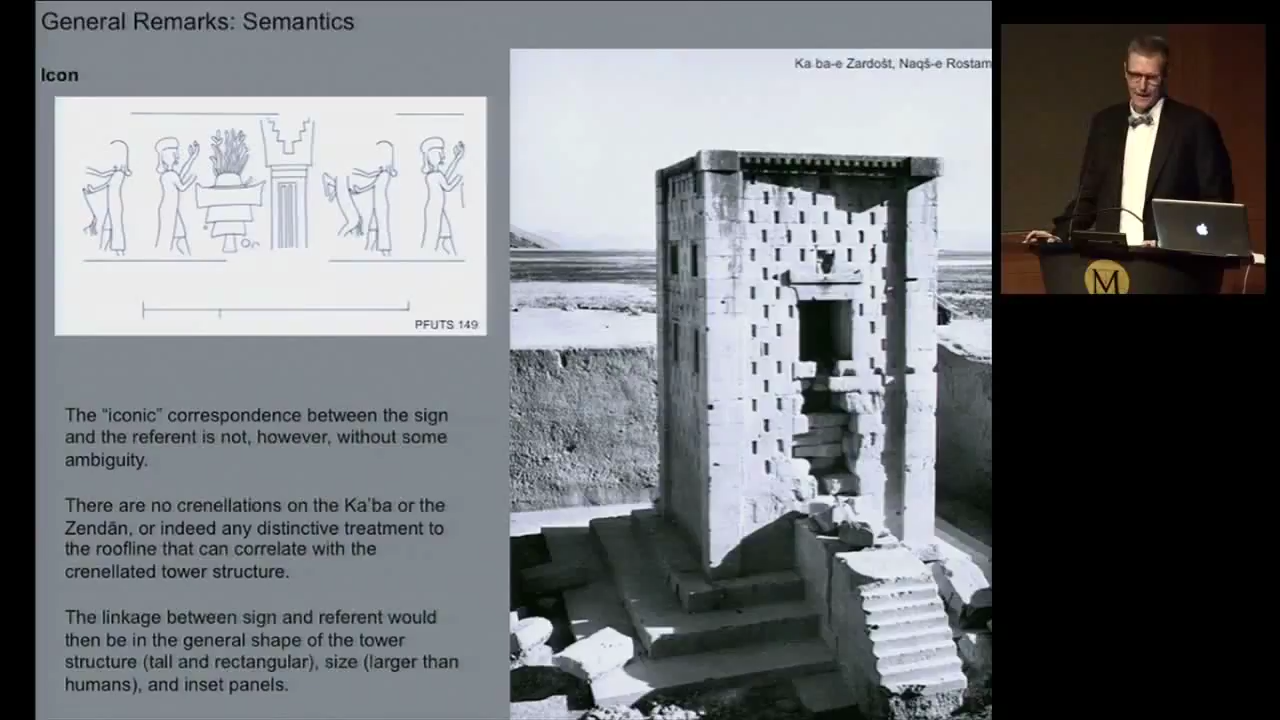 General Remarks: Semantics
Icon
Ka ba-e Zardošt, Naqš-e Rostam
PFUTS 149
The “iconic” correspondence between the sign
and the referent is not, however, without some
ambiguity.
There are no crenellations on the Ka’ba or the
Zendān, or indeed any distinctive treatment to
the roofline that can correlate with the
crenellated tower structure.
The linkage between sign and referent would
then be in the general shape of the tower
structure (tall and rectangular), size (larger than
humans), and inset panels.
M